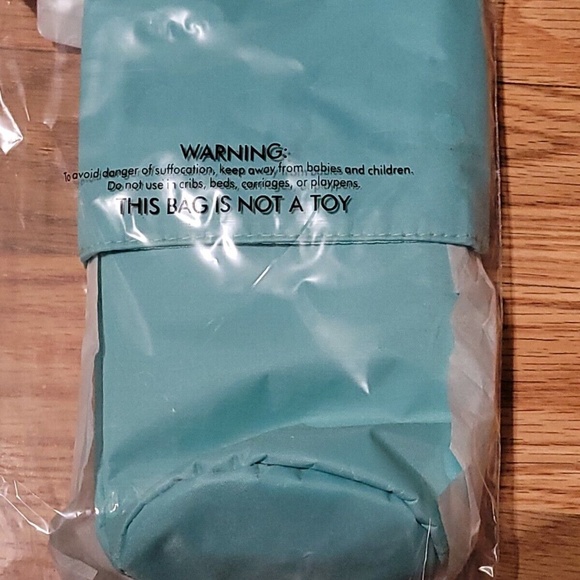 WARNING:
To avoid danger of suffocation, keep away from babies and children.
Do not use in cribs, beds, carriages, or playpens.
THIS BAG IS NOT A TOY